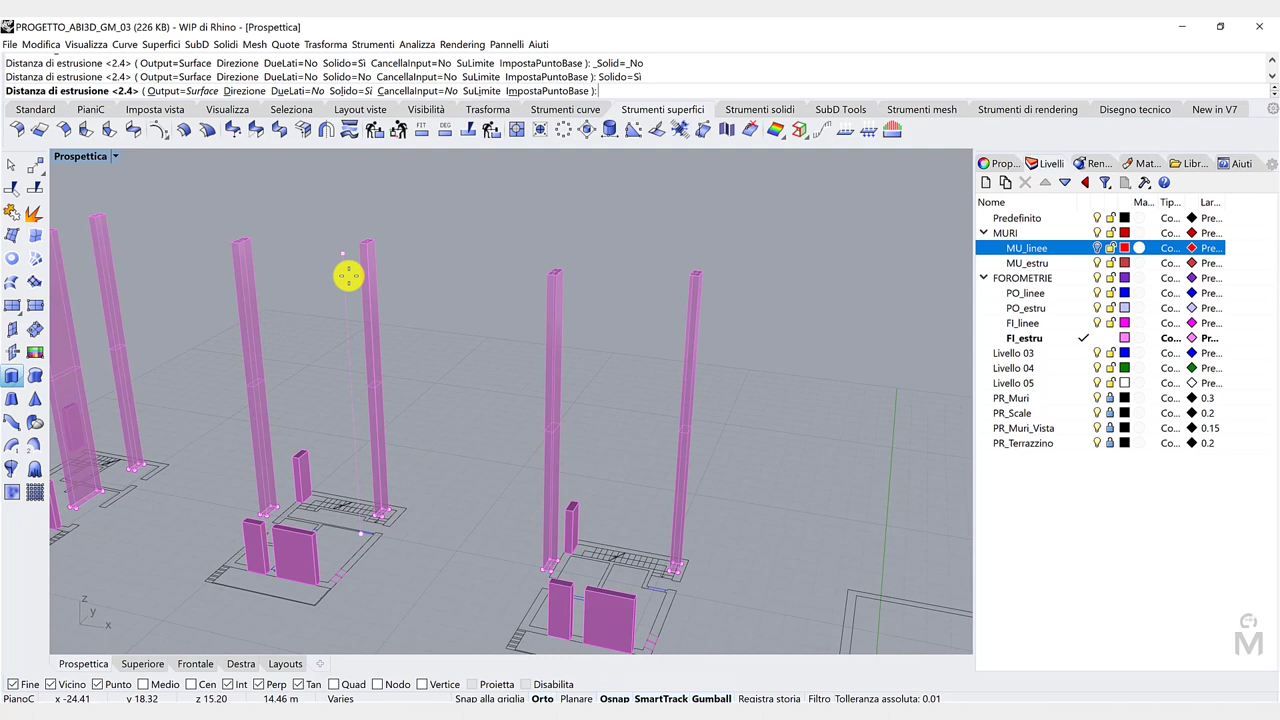 PROGETTO_ABI3D_GM_03 (226 KB) - WIP di Rhino - [Prospettica]
File Modifica Visualizza Curve Superfici SubD Solidi Mesh Quote Trasforma Strumenti Analizza Rendering Pannelli Aiuti
Distanza di estrusione <2.4> ( Output=Surface Direzione DueLati=No Solido=Sì CancellaInput=No SuLimite ImpostaPuntoBase ): _Solid=_No
Distanza di estrusione <2.4> ( Output=Surface Direzione DueLati=No Solido=No CancellaInput=No SuLimite ImpostaPuntoBase ): Solido=Sì
Distanza di estrusione <2.4> ( Output=Surface Direzione DueLati=No Solido=Sì CancellaInput=No SuLimite ImpostaPuntoBase ):
Standard PianiC Imposta vista Visualizza Selezione Layout viste Visibilità Trasforma Strumenti curve Strumenti superfici Strumenti solidi SubD Tools Strumenti mesh Strumenti di rendering Disegno tecnico New in V7
FIT DEG
Prospettica
Prop... Livelli Ren... Mat... Libr... Aiuti
Nome Ma... Tip... Lar...
Predefinito Co... Pre...
MURI Co... Pre...
MU_linee Co... Pre...
MU_estru Co... Pre...
FOROMETRIE Co... Pre...
PO_linee Co... Pre...
PO_estru Co... Pre...
FI_linee Co... Pre...
FI_estru Co... Pr...
Livello 03 Co... Pre...
Livello 04 Co... Pre...
Livello 05 Co... Pre...
PR_Muri Co... 0.3
PR_Scale Co... 0.2
PR_Muri_Vista Co... 0.15
PR_Terrazzino Co... 0.2
z
y
x
M
Prospettica Superiore Frontale Destra Layouts
Fine Vicino Punto Medio Cen Int Perp Tan Quad Nodo Vertice Proietta Disabilita
PianoC x -24.41 y 18.32 z 15.20 14.46 m Varies Snap alla griglia Orto Planare Osnap SmartTrack Gumball Registra storia Filtro Tolleranza assoluta: 0.01